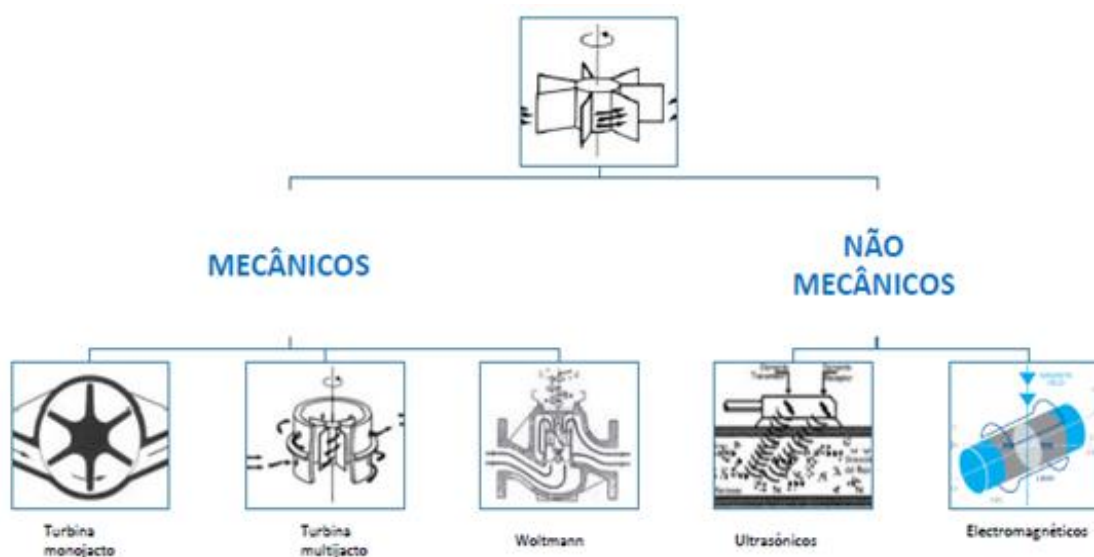 MECÂNICOS
NÃO
MECÂNICOS
Turbina
monojacto
Turbina
multijacto
Woltmann
Ultrasónicos
Electromagnéticos